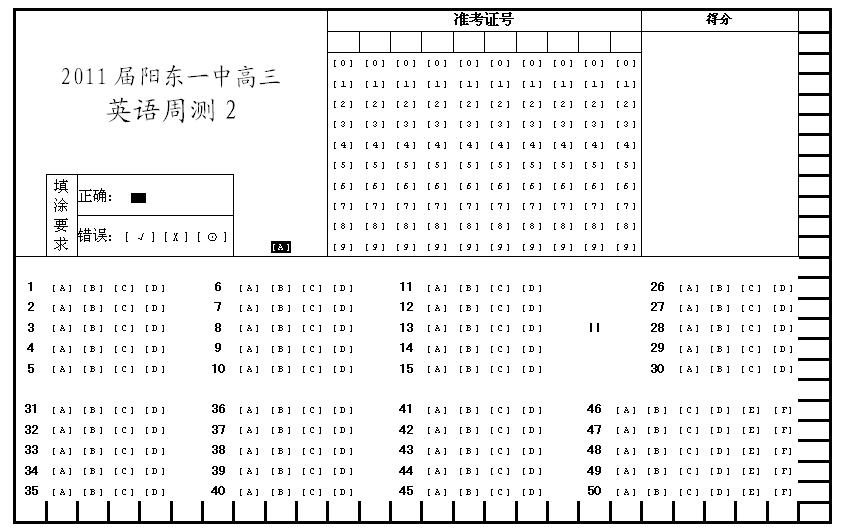 准考证号 得分
2011 届阳东一中高三
英语周测 2
[0] [0] [0] [0] [0] [0] [0] [0] [0] [0]
[1] [1] [1] [1] [1] [1] [1] [1] [1] [1]
[2] [2] [2] [2] [2] [2] [2] [2] [2] [2]
[3] [3] [3] [3] [3] [3] [3] [3] [3] [3]
[4] [4] [4] [4] [4] [4] [4] [4] [4] [4]
[5] [5] [5] [5] [5] [5] [5] [5] [5] [5]
[6] [6] [6] [6] [6] [6] [6] [6] [6] [6]
[7] [7] [7] [7] [7] [7] [7] [7] [7] [7]
[8] [8] [8] [8] [8] [8] [8] [8] [8] [8]
[9] [9] [9] [9] [9] [9] [9] [9] [9] [9]
填涂要求
正确：
错误：[√] [X] [⊙]
[A]
1 [A] [B] [C] [D] 6 [A] [B] [C] [D] 11 [A] [B] [C] [D] 26 [A] [B] [C] [D]
2 [A] [B] [C] [D] 7 [A] [B] [C] [D] 12 [A] [B] [C] [D] 27 [A] [B] [C] [D]
3 [A] [B] [C] [D] 8 [A] [B] [C] [D] 13 [A] [B] [C] [D] II 28 [A] [B] [C] [D]
4 [A] [B] [C] [D] 9 [A] [B] [C] [D] 14 [A] [B] [C] [D] 29 [A] [B] [C] [D]
5 [A] [B] [C] [D] 10 [A] [B] [C] [D] 15 [A] [B] [C] [D] 30 [A] [B] [C] [D]
31 [A] [B] [C] [D] 36 [A] [B] [C] [D] 41 [A] [B] [C] [D] 46 [A] [B] [C] [D] [E] [F]
32 [A] [B] [C] [D] 37 [A] [B] [C] [D] 42 [A] [B] [C] [D] 47 [A] [B] [C] [D] [E] [F]
33 [A] [B] [C] [D] 38 [A] [B] [C] [D] 43 [A] [B] [C] [D] 48 [A] [B] [C] [D] [E] [F]
34 [A] [B] [C] [D] 39 [A] [B] [C] [D] 44 [A] [B] [C] [D] 49 [A] [B] [C] [D] [E] [F]
35 [A] [B] [C] [D] 40 [A] [B] [C] [D] 45 [A] [B] [C] [D] 50 [A] [B] [C] [D] [E] [F]